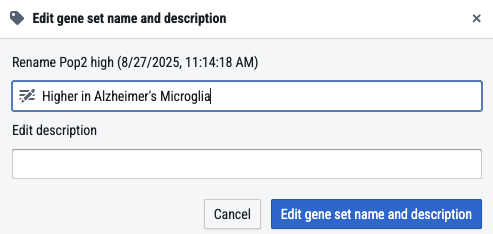 Edit gene set name and description
Rename Pop2 high (8/27/2025, 11:14:18 AM)
Higher in Alzheimer's Microglia
Edit description
Cancel
Edit gene set name and description